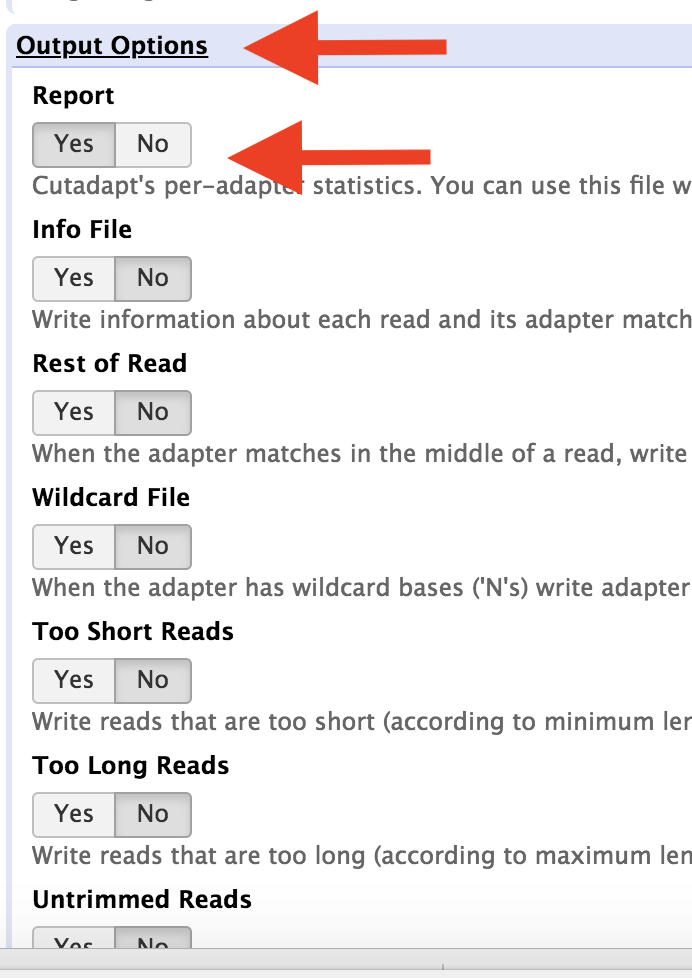 Output Options
Report
Yes No
Cutadapt's per-adapter statistics. You can use this file w
Info File
Yes No
Write information about each read and its adapter match
Rest of Read
Yes No
When the adapter matches in the middle of a read, write
Wildcard File
Yes No
When the adapter has wildcard bases ('N's) write adapter
Too Short Reads
Yes No
Write reads that are too short (according to minimum len
Too Long Reads
Yes No
Write reads that are too long (according to maximum len
Untrimmed Reads
Yes No